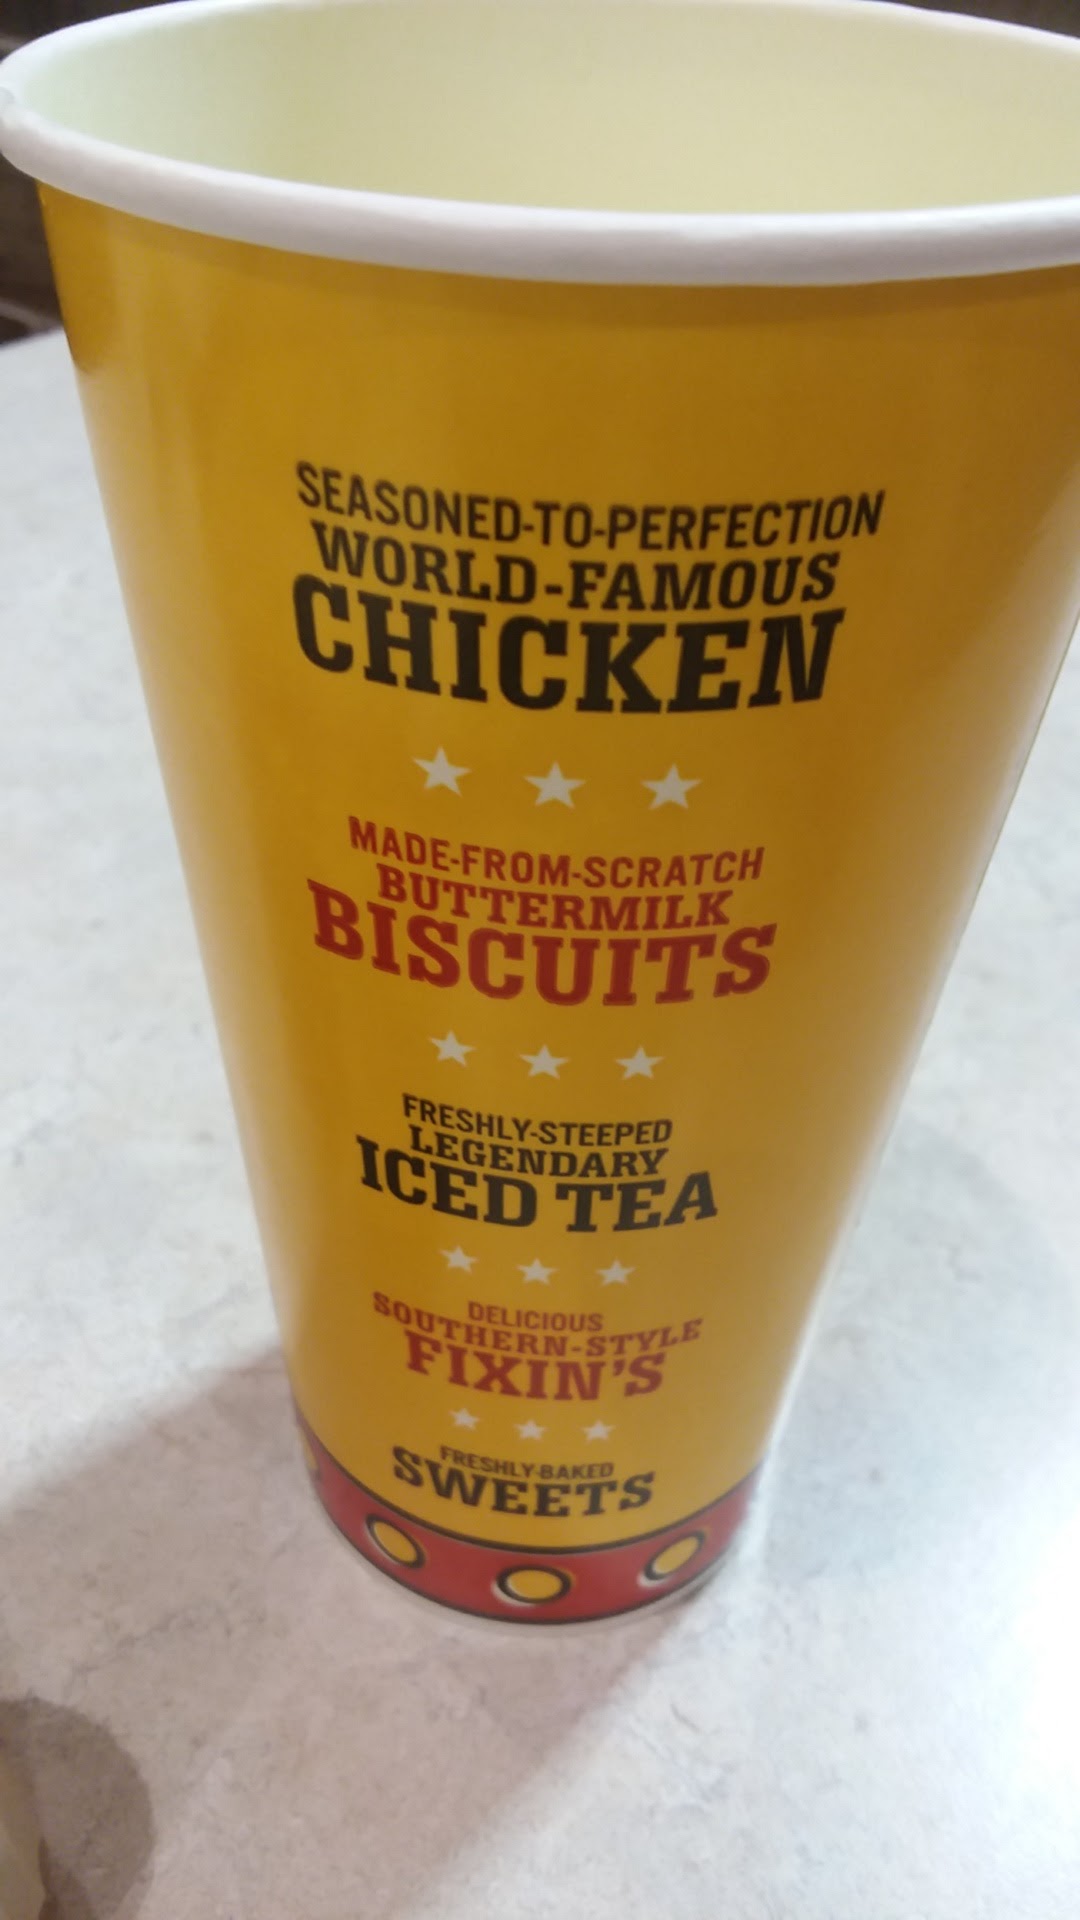 SEASONED-TO-PERFECTION
WORLD-FAMOUS
CHICKEN
MADE-FROM-SCRATCH
BUTTERMILK
BISCUITS
FRESHLY-STEEPED
LEGENDARY
ICED TEA
DELICIOUS
SOUTHERN-STYLE
FIXIN'S
FRESHLY-BAKED
SWEETS